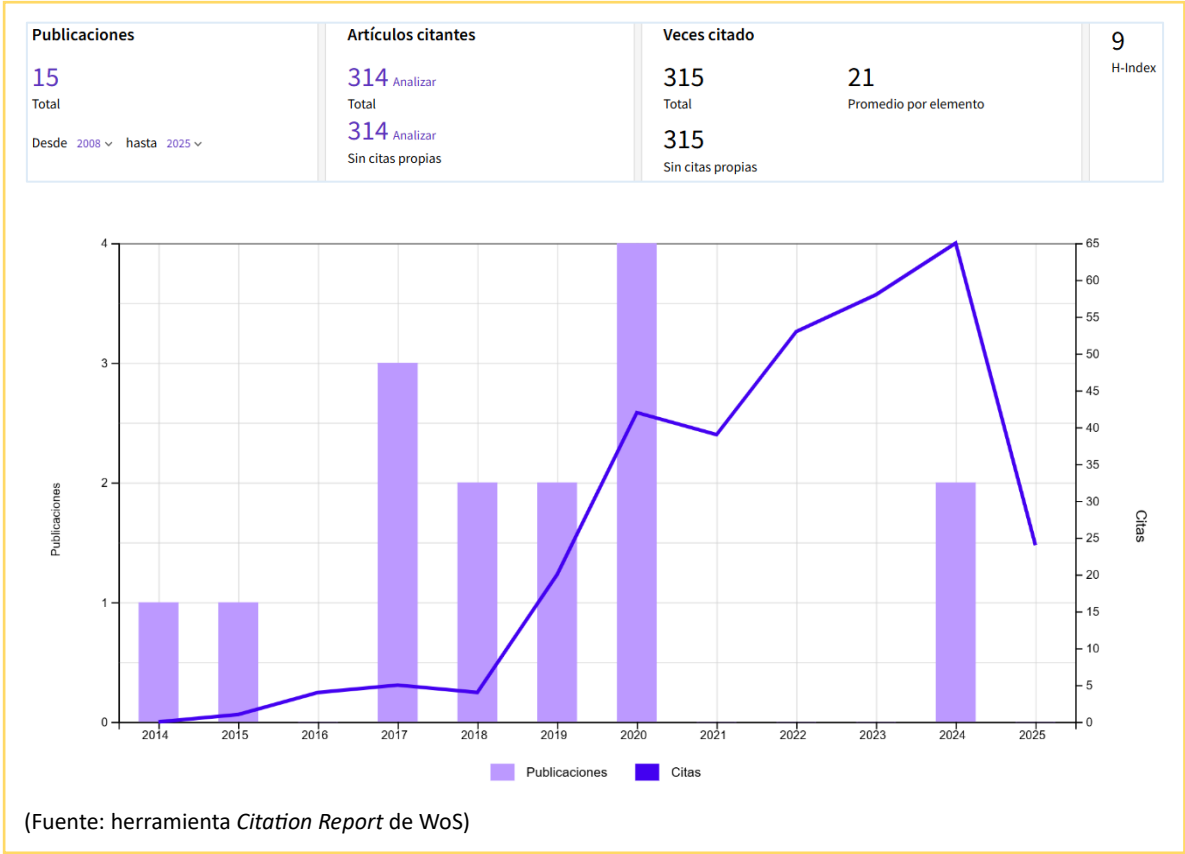 Publicaciones
15
Total
Desde 2008 hasta 2025
Artículos citantes
314 Analizar
Total
314 Analizar
Sin citas propias
Veces citado
315
Total
21
Promedio por elemento
315
Sin citas propias
9
H-Index
Publicaciones
4
3
2
1
0
65
60
55
50
45
40
35
30
25
20
15
10
5
0
Citas
2014 2015 2016 2017 2018 2019 2020 2021 2022 2023 2024 2025
Publicaciones Citas
(Fuente: herramienta Citation Report de WoS)